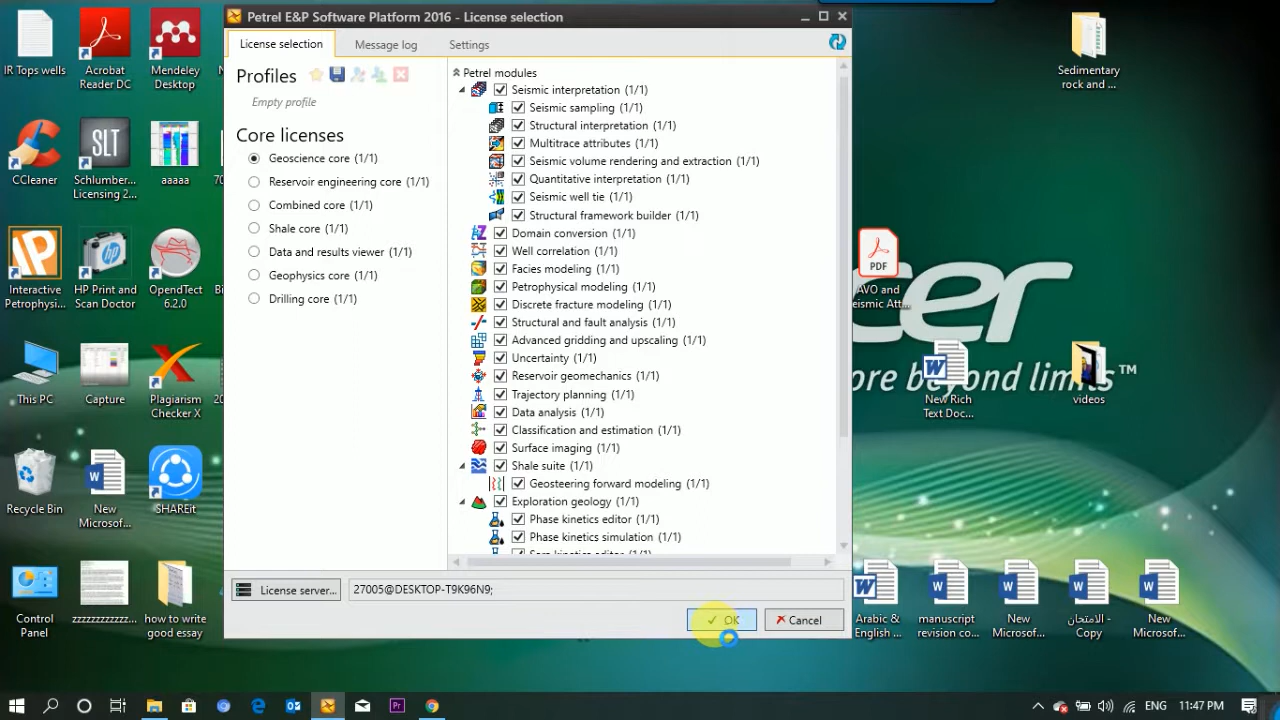 Petrel E&P Software Platform 2016 - License selection
License selection
Message log
Settings
Profiles
Empty profile
Core licenses
Geoscience core (1/1)
Reservoir engineering core (1/1)
Combined core (1/1)
Shale core (1/1)
Data and results viewer (1/1)
Geophysics core (1/1)
Drilling core (1/1)
Petrel modules
Seismic interpretation (1/1)
Seismic sampling (1/1)
Structural interpretation (1/1)
Multitrace attributes (1/1)
Seismic volume rendering and extraction (1/1)
Quantitative interpretation (1/1)
Seismic well tie (1/1)
Structural framework builder (1/1)
Domain conversion (1/1)
Well correlation (1/1)
Facies modeling (1/1)
Petrophysical modeling (1/1)
Discrete fracture modeling (1/1)
Structural and fault analysis (1/1)
Advanced gridding and upscaling (1/1)
Uncertainty (1/1)
Reservoir geomechanics (1/1)
Trajectory planning (1/1)
Data analysis (1/1)
Classification and estimation (1/1)
Surface imaging (1/1)
Shale suite (1/1)
Geosteering forward modeling (1/1)
Exploration geology (1/1)
Phase kinetics editor (1/1)
Phase kinetics simulation (1/1)
License server...
27005@DESKTOP-T9K96N9;
OK
Cancel
IR Tops wells
Acrobat
Reader DC
Mendeley
Desktop
CCleaner
SLT
Schlumber...
Licensing 2...
aaaaa
Interactive
Petrophysi...
HP Print and
Scan Doctor
OpendTect
6.2.0
This PC
Capture
Plagiarism
Checker X
Recycle Bin
New
Microsof...
SHAREit
Control
Panel
zzzzzzzzzzzz...
how to write
good essay
Sedimentary
rock and ...
PDF
AVO and
eismic Att...
cer
ore beyond limits™
New Rich
Text Doc...
videos
Arabic &
English ...
manuscript
revision co...
New
Microsof...
الامتحان -
Copy
New
Microsof...
ENG
11:47 PM